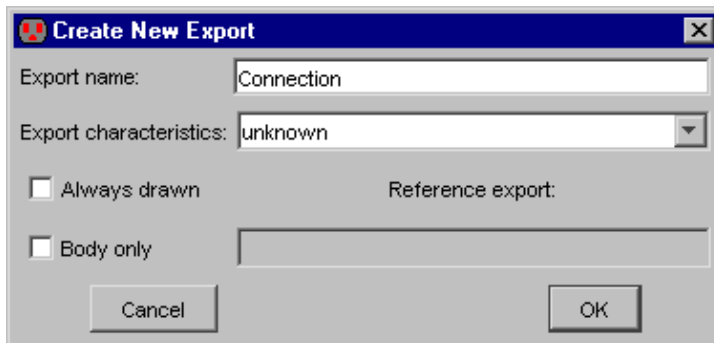 Create New Export
Export name: Connection
Export characteristics: unknown
Always drawn Reference export:
Body only
Cancel OK